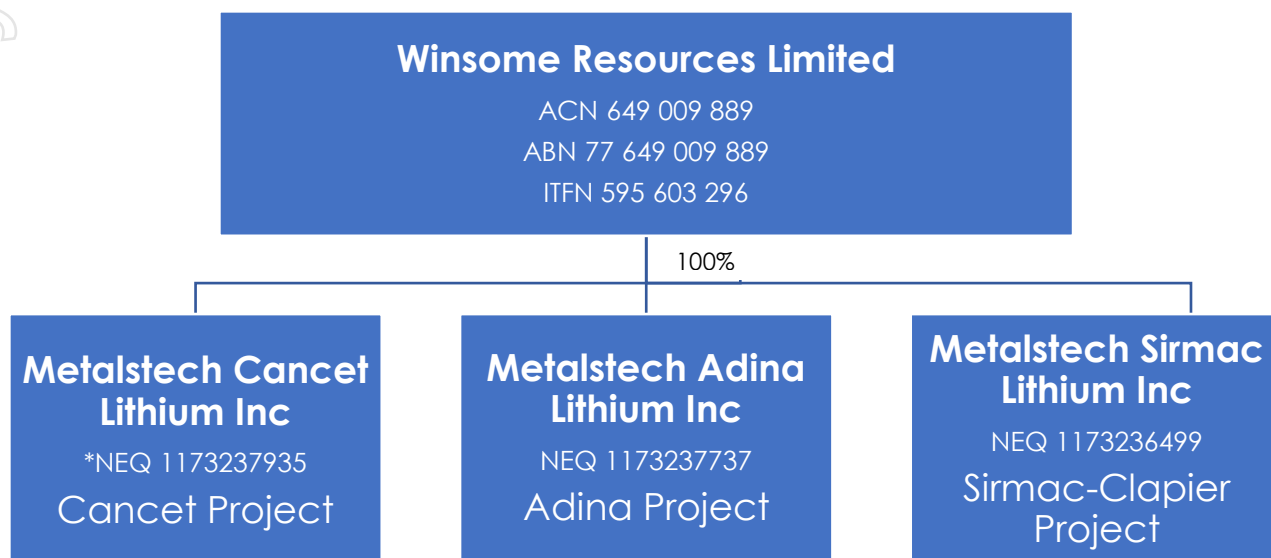 Winsome Resources Limited
ACN 649 009 889
ABN 77 649 009 889
ITFN 595 603 296
100%
Metalstech Cancet
Lithium Inc
*NEQ 1173237935
Cancet Project
Metalstech Adina
Lithium Inc
NEQ 1173237737
Adina Project
Metalstech Sirmac
Lithium Inc
NEQ 1173236499
Sirmac-Clapier
Project